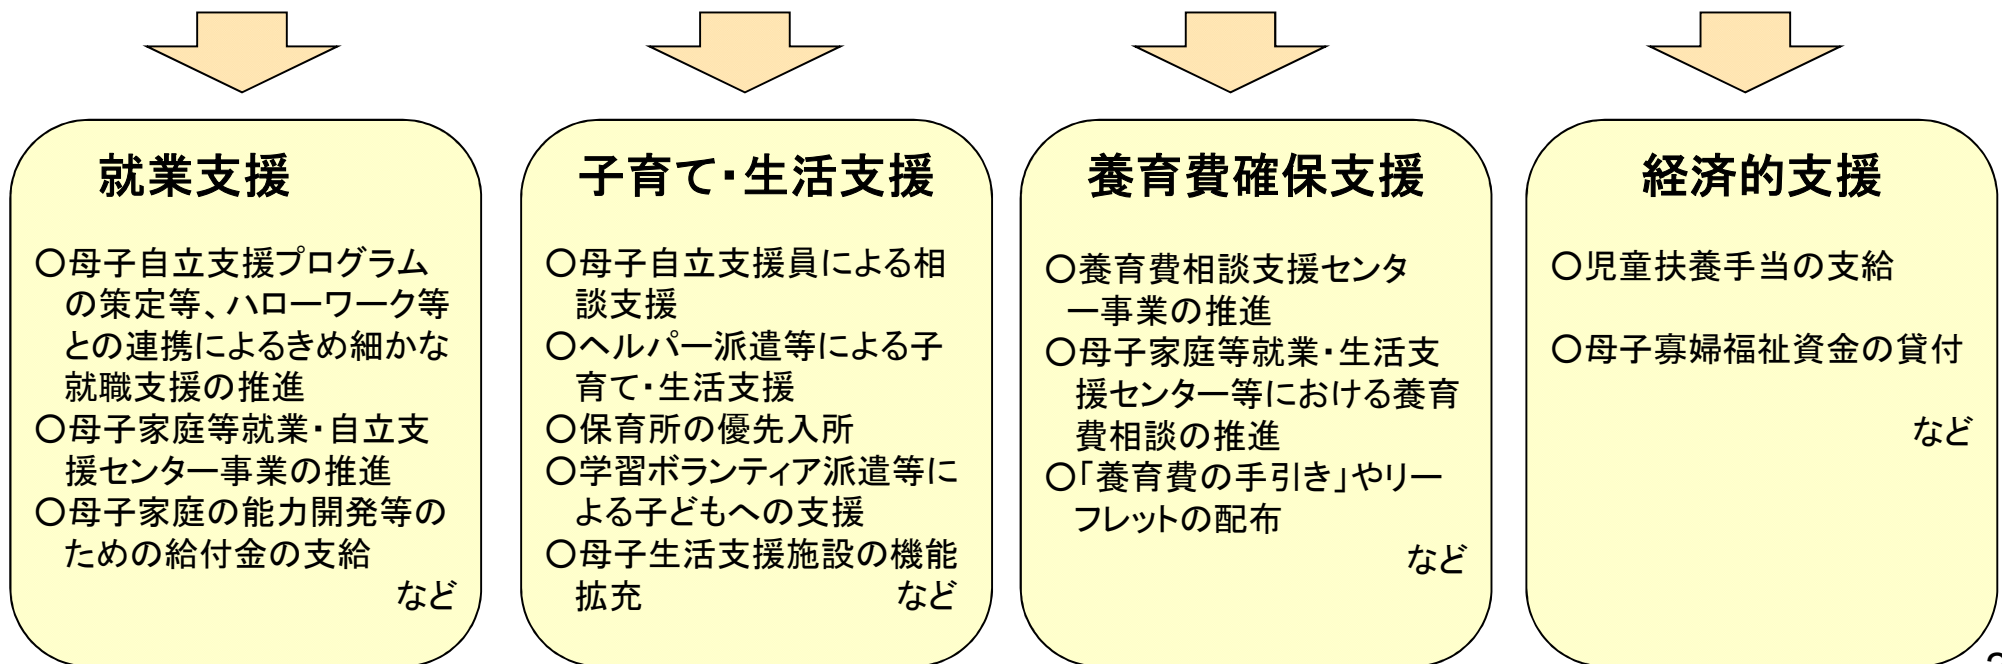 就業支援
○母子自立支援プログラム
の策定等、ハローワーク等
との連携によるきめ細かな
就職支援の推進
○母子家庭等就業・自立支
援センター事業の推進
○母子家庭の能力開発等の
ための給付金の支給
など
子育て・生活支援
○母子自立支援員による相
談支援
○ヘルパー派遣等による子
育て・生活支援
○保育所の優先入所
○学習ボランティア派遣等に
よる子どもへの支援
○母子生活支援施設の機能
拡充 など
養育費確保支援
○養育費相談支援センタ
ー事業の推進
○母子家庭等就業・生活支
援センター等における養育
費相談の推進
○「養育費の手引き」やリー
フレットの配布
など
経済的支援
○児童扶養手当の支給
○母子寡婦福祉資金の貸付
など